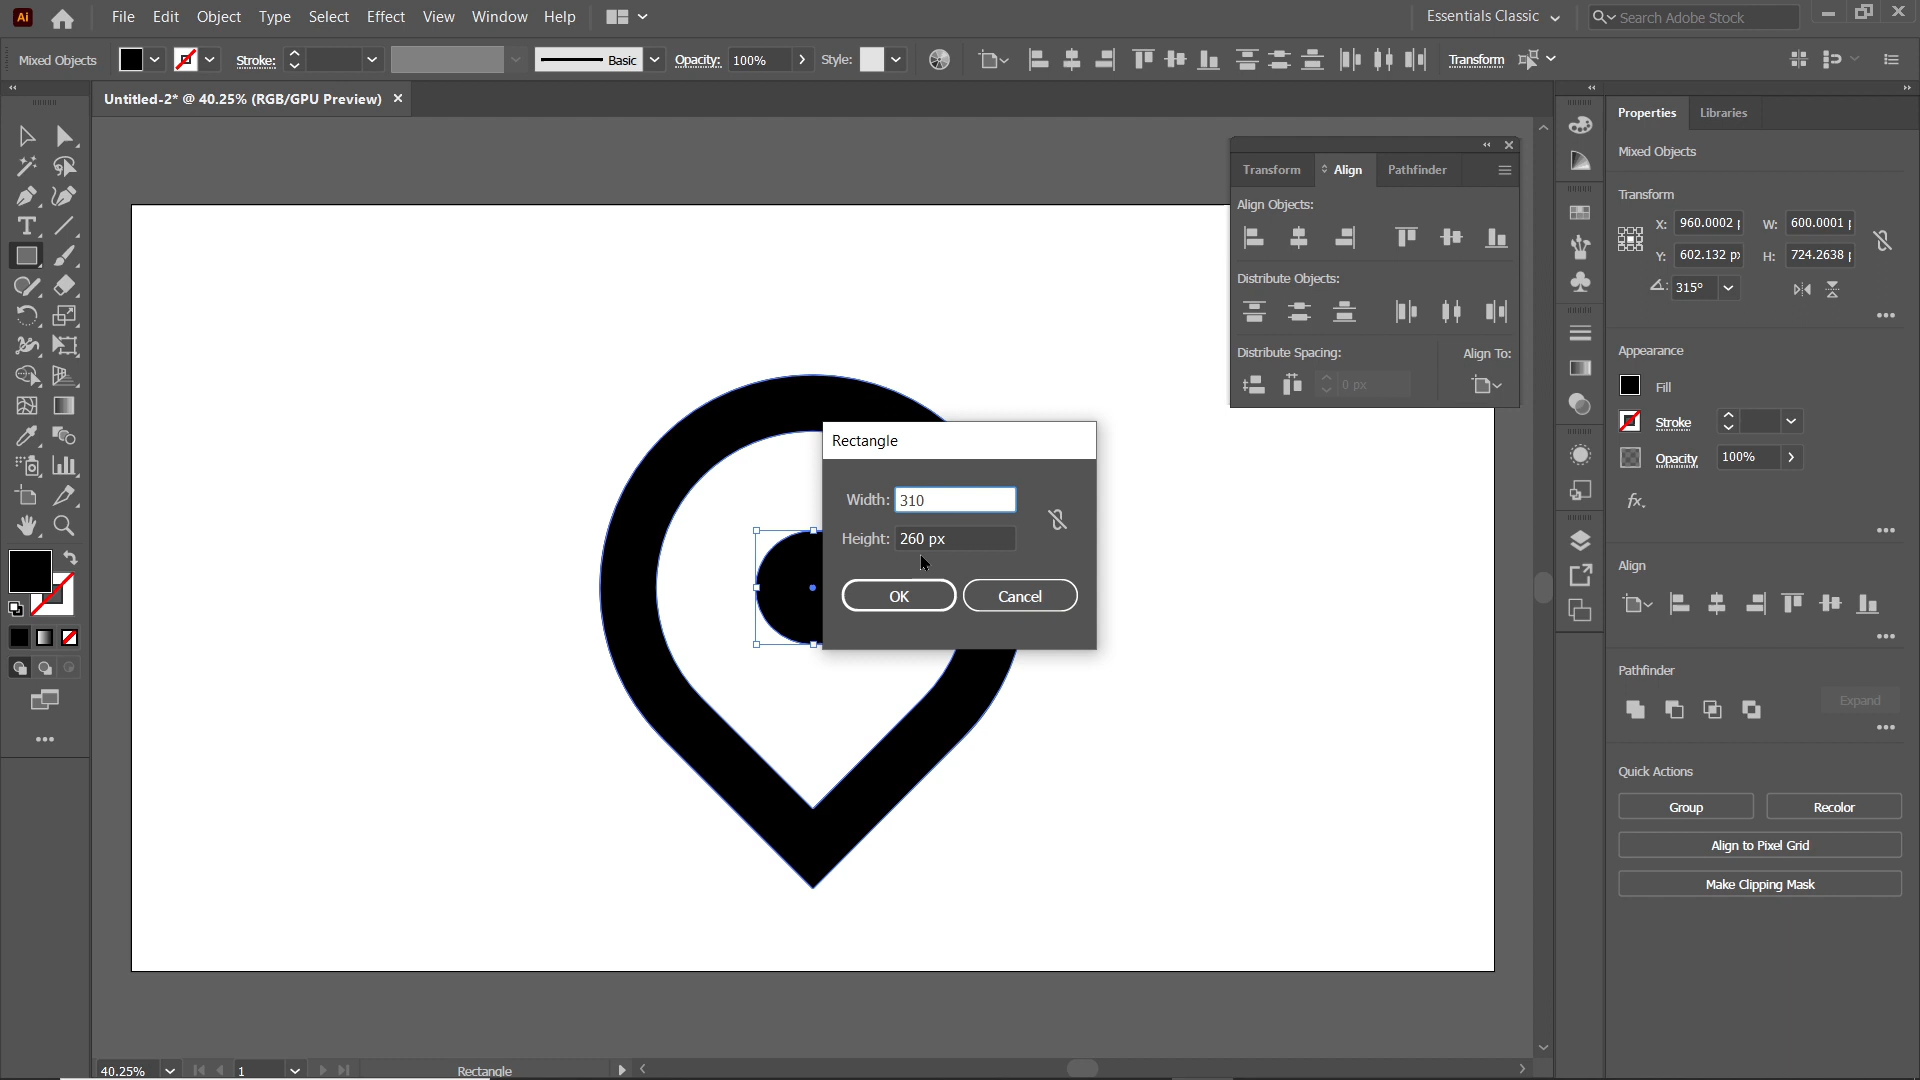 Ai File Edit Object Type Select Effect View Window Help Essentials Classic Search Adobe Stock
Mixed Objects Stroke: Basic Opacity: 100% Style: Transform
Untitled-2* @ 40.25% (RGB/GPU Preview)
Properties Libraries
Mixed Objects
Transform
X: 960.0002 W: 600.0001
Y: 602.132 px H: 724.2638
315°
Appearance
Fill
Stroke
Opacity 100%
fx.
Align
Pathfinder
Expand
Quick Actions
Group Recolor
Align to Pixel Grid
Make Clipping Mask
Transform Align Pathfinder
Align Objects:
Distribute Objects:
Distribute Spacing: Align To:
0 px
Rectangle
Width: 310
Height: 260 px
OK Cancel
40.25% 1 Rectangle